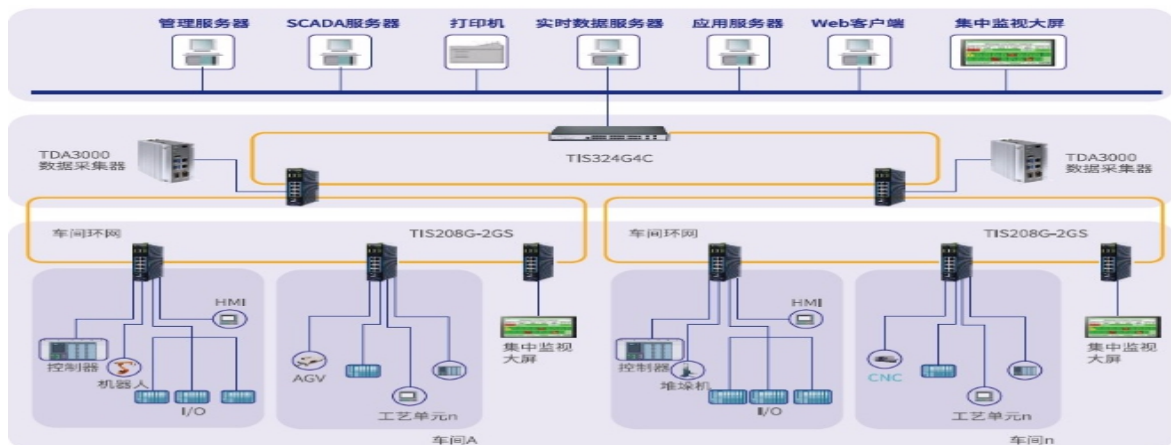 管理服务器
SCADA服务器
打印机
实时数据服务器
应用服务器
Web客户端
集中监视大屏
TIS324G4C
TDA3000
数据采集器
TDA3000
数据采集器
车间环网
TIS208G-2GS
车间环网
TIS208G-2GS
HMI
控制器
机器人
I/O
AGV
工艺单元n
集中监视
大屏
HMI
控制器
堆垛机
I/O
CNC
工艺单元n
集中监视
大屏
车间A
车间n